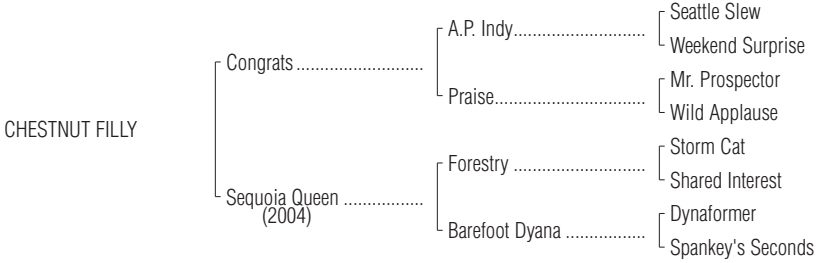 Seattle Slew
A.P. Indy..............................
Weekend Surprise
Congrats ............................
Mr. Prospector
Praise..................................
Wild Applause
CHESTNUT FILLY
Storm Cat
Forestry ..............................
Shared Interest
Sequoia Queen ..................
(2004)
Dynaformer
Barefoot Dyana ..................
Spankey's Seconds